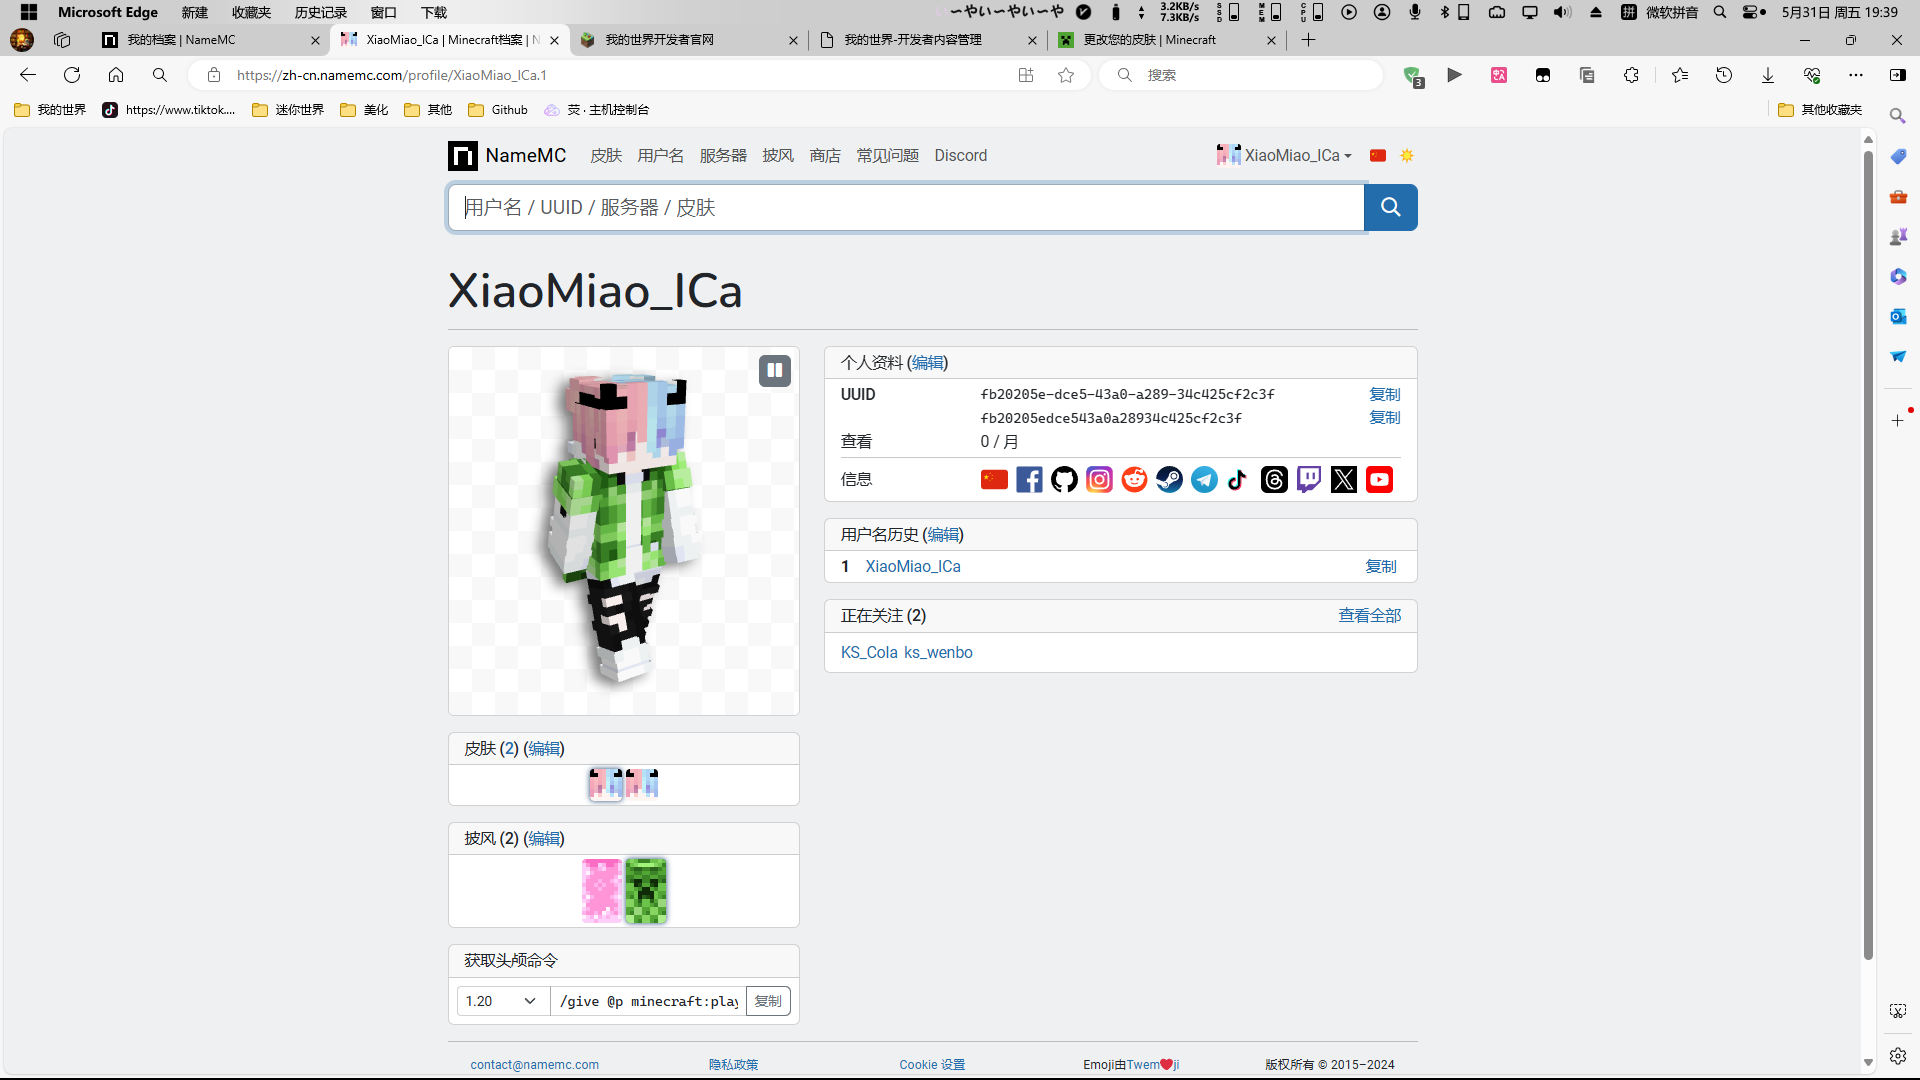 Microsoft Edge 新建 收藏夹 历史记录 窗口 下载 ーやいーやいーや 3.2KB/s 7.3KB/s SSD MEM CPU 微软拼音 5月31日 周五 19:39
我的档案 | NameMC XiaoMiao_ICa | Minecraft档案 | N 我的世界开发者官网 我的世界-开发者内容管理 更改您的皮肤 | Minecraft
https://zh-cn.namemc.com/profile/XiaoMiao_ICa.1 搜索 3
我的世界 https://www.tiktok.... 迷你世界 美化 其他 Github 荧 · 主机控制台 其他收藏夹
NameMC 皮肤 用户名 服务器 披风 商店 常见问题 Discord XiaoMiao_ICa
用户名 / UUID / 服务器 / 皮肤
XiaoMiao_ICa
个人资料 (编辑)
UUID fb20205e-dce5-43a0-a289-34c425cf2c3f 复制
fb20205edce543a0a28934c425cf2c3f 复制
查看 0 / 月
信息
用户名历史 (编辑)
1 XiaoMiao_ICa 复制
正在关注 (2) 查看全部
KS_Cola ks_wenbo
皮肤 (2) (编辑)
披风 (2) (编辑)
获取头颅命令
1.20 /give @p minecraft:play 复制
contact@namemc.com 隐私政策 Cookie 设置 Emoji由Twem❤️ji 版权所有 © 2015–2024